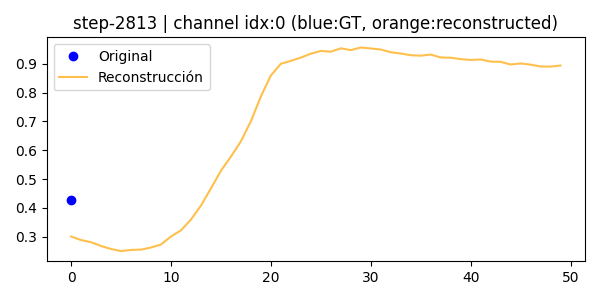 step-2813 | channel idx:0 (blue:GT, orange:reconstructed)
Original
Reconstrucción
0.9
0.8
0.7
0.6
0.5
0.4
0.3
0 10 20 30 40 50